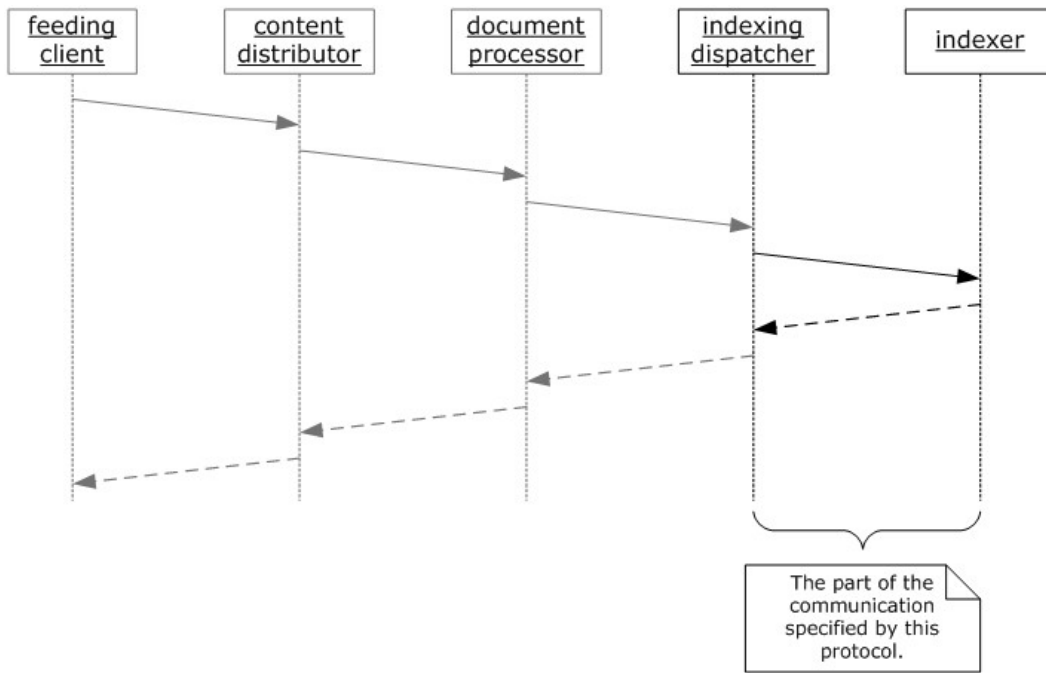 feeding
client
content
distributor
document
processor
indexing
dispatcher
indexer
The part of the
communication
specified by this
protocol.